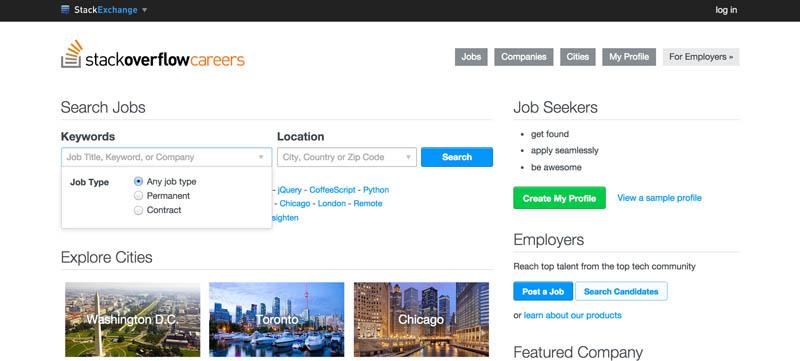 StackExchange
log in
stackoverflowcareers
Jobs
Companies
Cities
My Profile
For Employers »
Search Jobs
Keywords
Location
Job Title, Keyword, or Company
City, Country or Zip Code
Search
Job Type
Any job type
Permanent
Contract
- jQuery - CoffeeScript - Python
- Chicago - London - Remote
Explore Cities
Washington D.C.
Toronto
Chicago
Job Seekers
get found
apply seamlessly
be awesome
Create My Profile
View a sample profile
Employers
Reach top talent from the top tech community
Post a Job
Search Candidates
or learn about our products
Featured Company